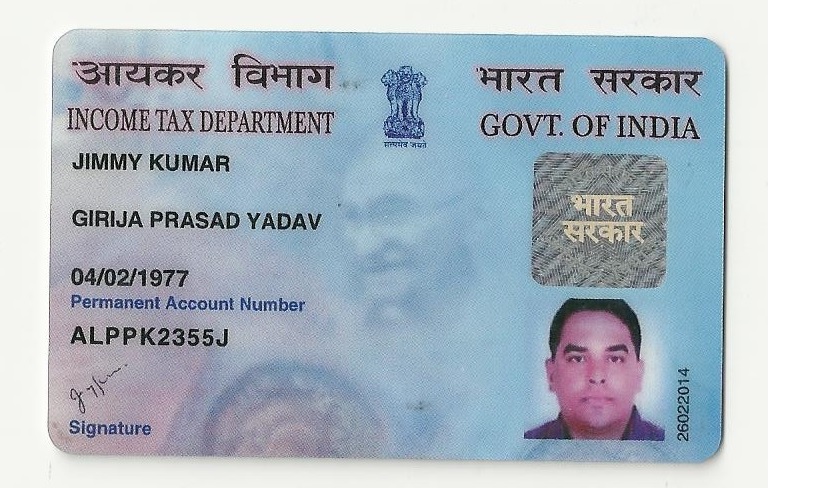 आयकर विभाग
INCOME TAX DEPARTMENT
सत्यमेव जयते
भारत सरकार
GOVT. OF INDIA
JIMMY KUMAR
GIRIJA PRASAD YADAV
04/02/1977
Permanent Account Number
ALPPK2355J
Signature
भारत
सरकार
26022014